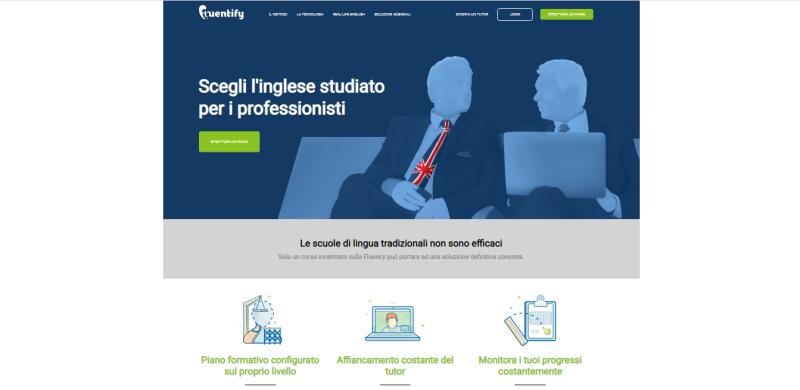 fluentify
IL METODO LA TECNOLOGIA REAL LIFE ENGLISH SOLUZIONI AZIENDALI DIVENTA UN TUTOR LOGIN STRUTTURA UN PIANO
Scegli l'inglese studiato
per i professionisti
STRUTTURA UN PIANO
Le scuole di lingua tradizionali non sono efficaci
Solo un corso incentrato sulla Fluency può portare ad una soluzione definitiva concreta.
Piano formativo configurato
sul proprio livello
Affiancamento costante del
tutor
Monitora i tuoi progressi
costantemente